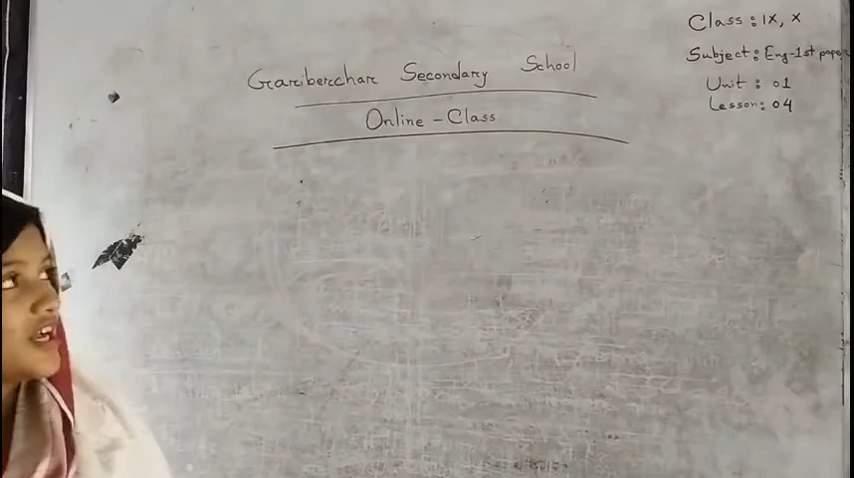 Gariberchar Secondary School
Online - Class
Class : IX, X
Subject : Eng-1st paper
Unit : 01
Lesson : 04